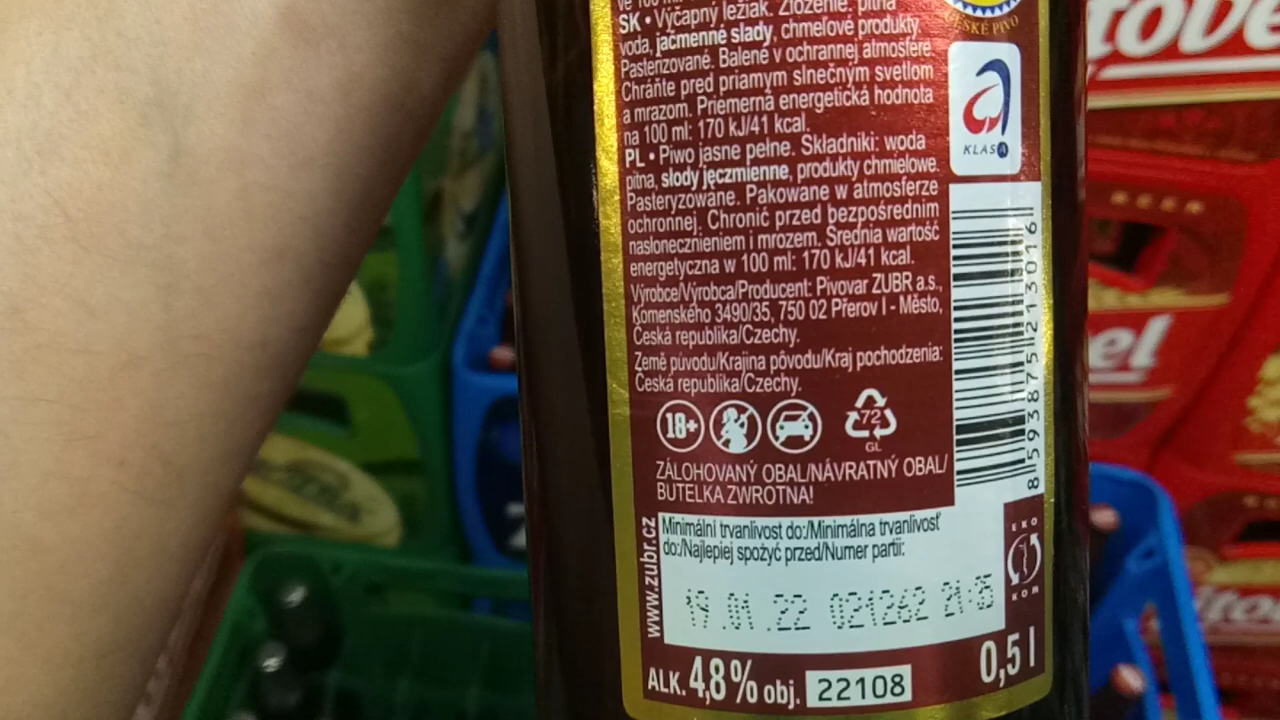 ve 100 ml
SK • Výčapný ležiak. Zloženie: pitná
voda, jačmenné slady, chmeľové produkty.
Pasterizované. Balené v ochrannej atmosfére.
Chráňte pred priamym slnečným svetlom
a mrazom. Priemerná energetická hodnota
na 100 ml: 170 kJ/41 kcal.
PL • Piwo jasne pełne. Składniki: woda
pitna, słody jęczmienne, produkty chmielowe.
Pasteryzowane. Pakowane w atmosferze
ochronnej. Chronić przed bezpośrednim
nasłonecznieniem i mrozem. Średnia wartość
energetyczna w 100 ml: 170 kJ/41 kcal.
Výrobce/Výrobca/Producent: Pivovar ZUBR a.s.,
Komenského 3490/35, 750 02 Přerov I - Město,
Česká republika/Czechy.
Země původu/Krajina pôvodu/Kraj pochodzenia:
Česká republika/Czechy.
18+
72
GL
ZÁLOHOVANÝ OBAL/NÁVRATNÝ OBAL/
BUTELKA ZWROTNA!
www.zubr.cz
Minimální trvanlivost do:/Minimálna trvanlivosť
do:/Najlepiej spożyć przed/Numer partii:
19.01.22 021262 21:35
ALK. 4,8% obj. 22108 0,5 l
ČESKÉ PIVO
KLASA
8 593875 213016
EKO
KOM
BEER